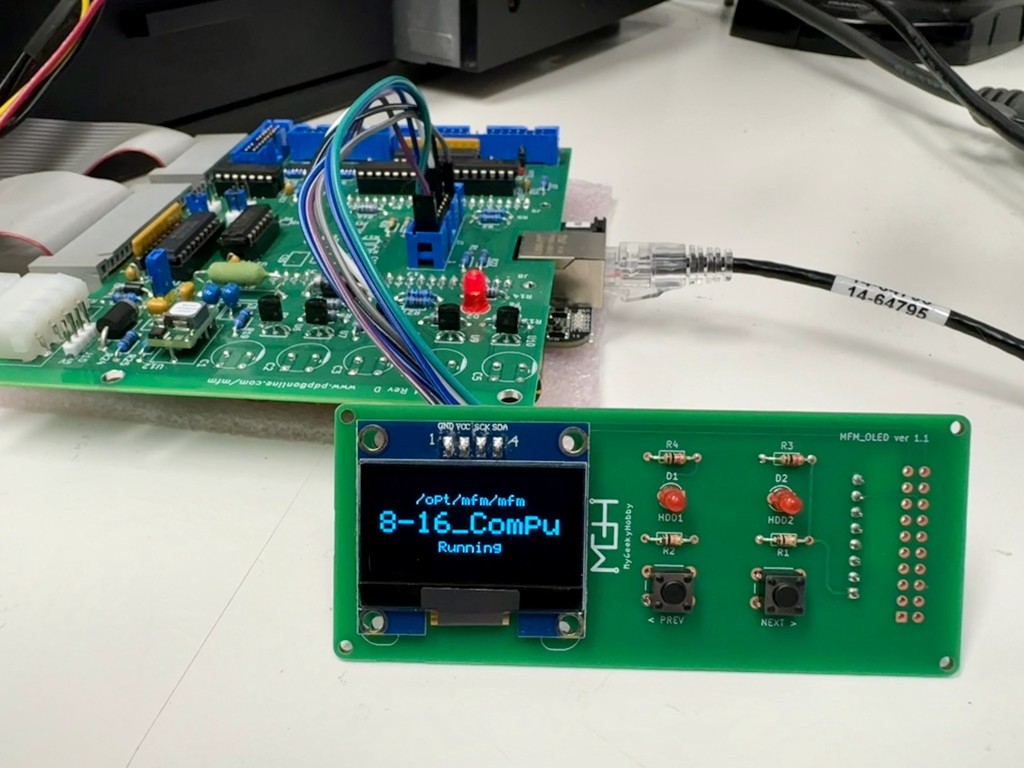 14-64795
www.pdp8online.com/mfm
Rev D
MFM_OLED ver 1.1
GND VCC SCK SDA
1 4
/opt/mfm/mfm
8-16_ComPu
Running
MGH
MyGeekyHobby
R4
R3
D1
D2
HDD1
HDD2
R2
R1
< PREV
NEXT >